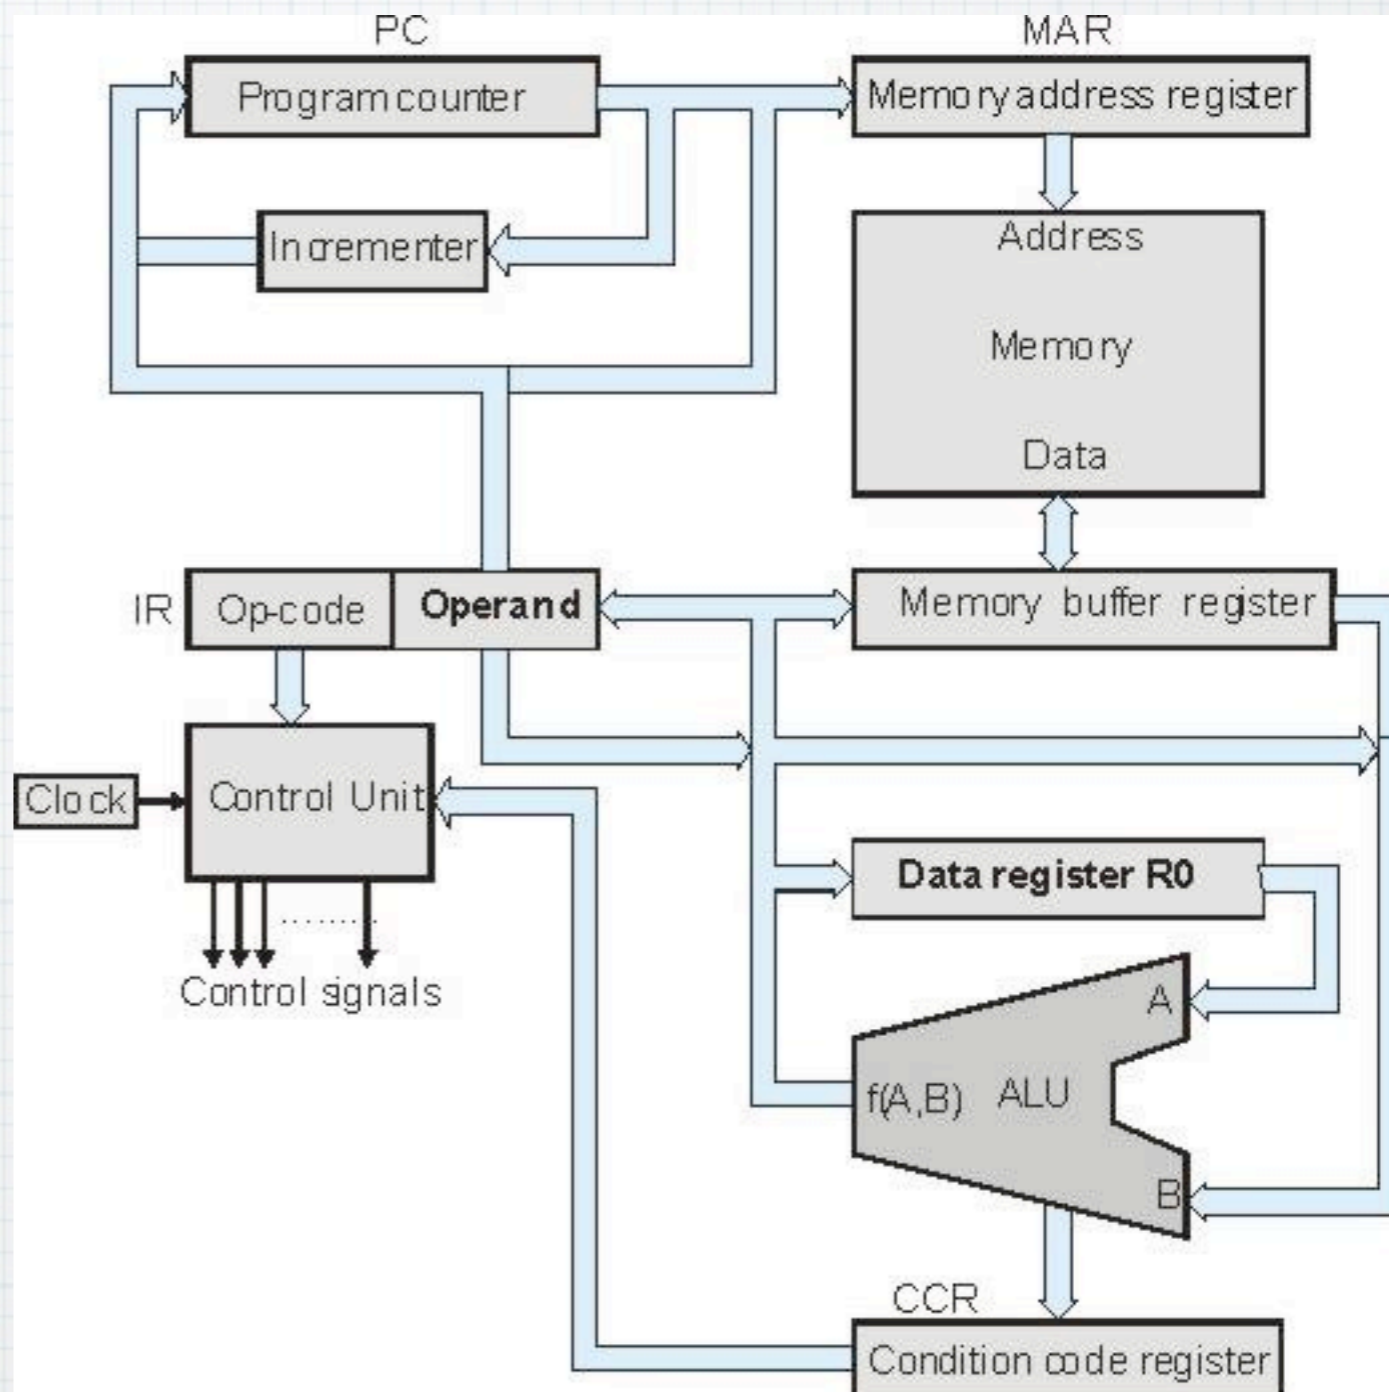 PC
MAR
Program counter
Memory address register
Incrementer
Address
Memory
Data
IR
Op-code
Operand
Memory buffer register
Clock
Control Unit
Data register R0
Control signals
A
f(A,B)
ALU
B
CCR
Condition code register